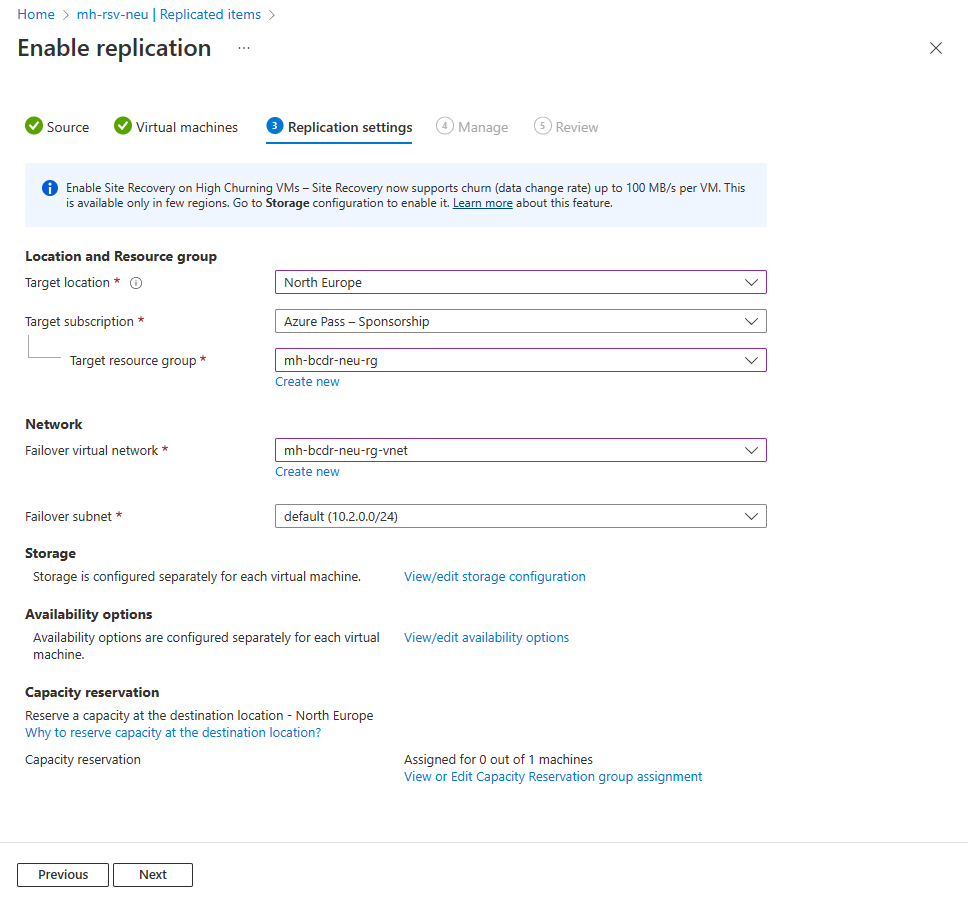 Home > mh-rsv-neu | Replicated items >
Enable replication ...
Source Virtual machines 3 Replication settings 4 Manage 5 Review
Enable Site Recovery on High Churning VMs – Site Recovery now supports churn (data change rate) up to 100 MB/s per VM. This
is available only in few regions. Go to Storage configuration to enable it. Learn more about this feature.
Location and Resource group
Target location * North Europe
Target subscription * Azure Pass – Sponsorship
Target resource group * mh-bcdr-neu-rg
Create new
Network
Failover virtual network * mh-bcdr-neu-rg-vnet
Create new
Failover subnet * default (10.2.0.0/24)
Storage
Storage is configured separately for each virtual machine. View/edit storage configuration
Availability options
Availability options are configured separately for each virtual View/edit availability options
machine.
Capacity reservation
Reserve a capacity at the destination location - North Europe
Why to reserve capacity at the destination location?
Capacity reservation Assigned for 0 out of 1 machines
View or Edit Capacity Reservation group assignment
Previous Next